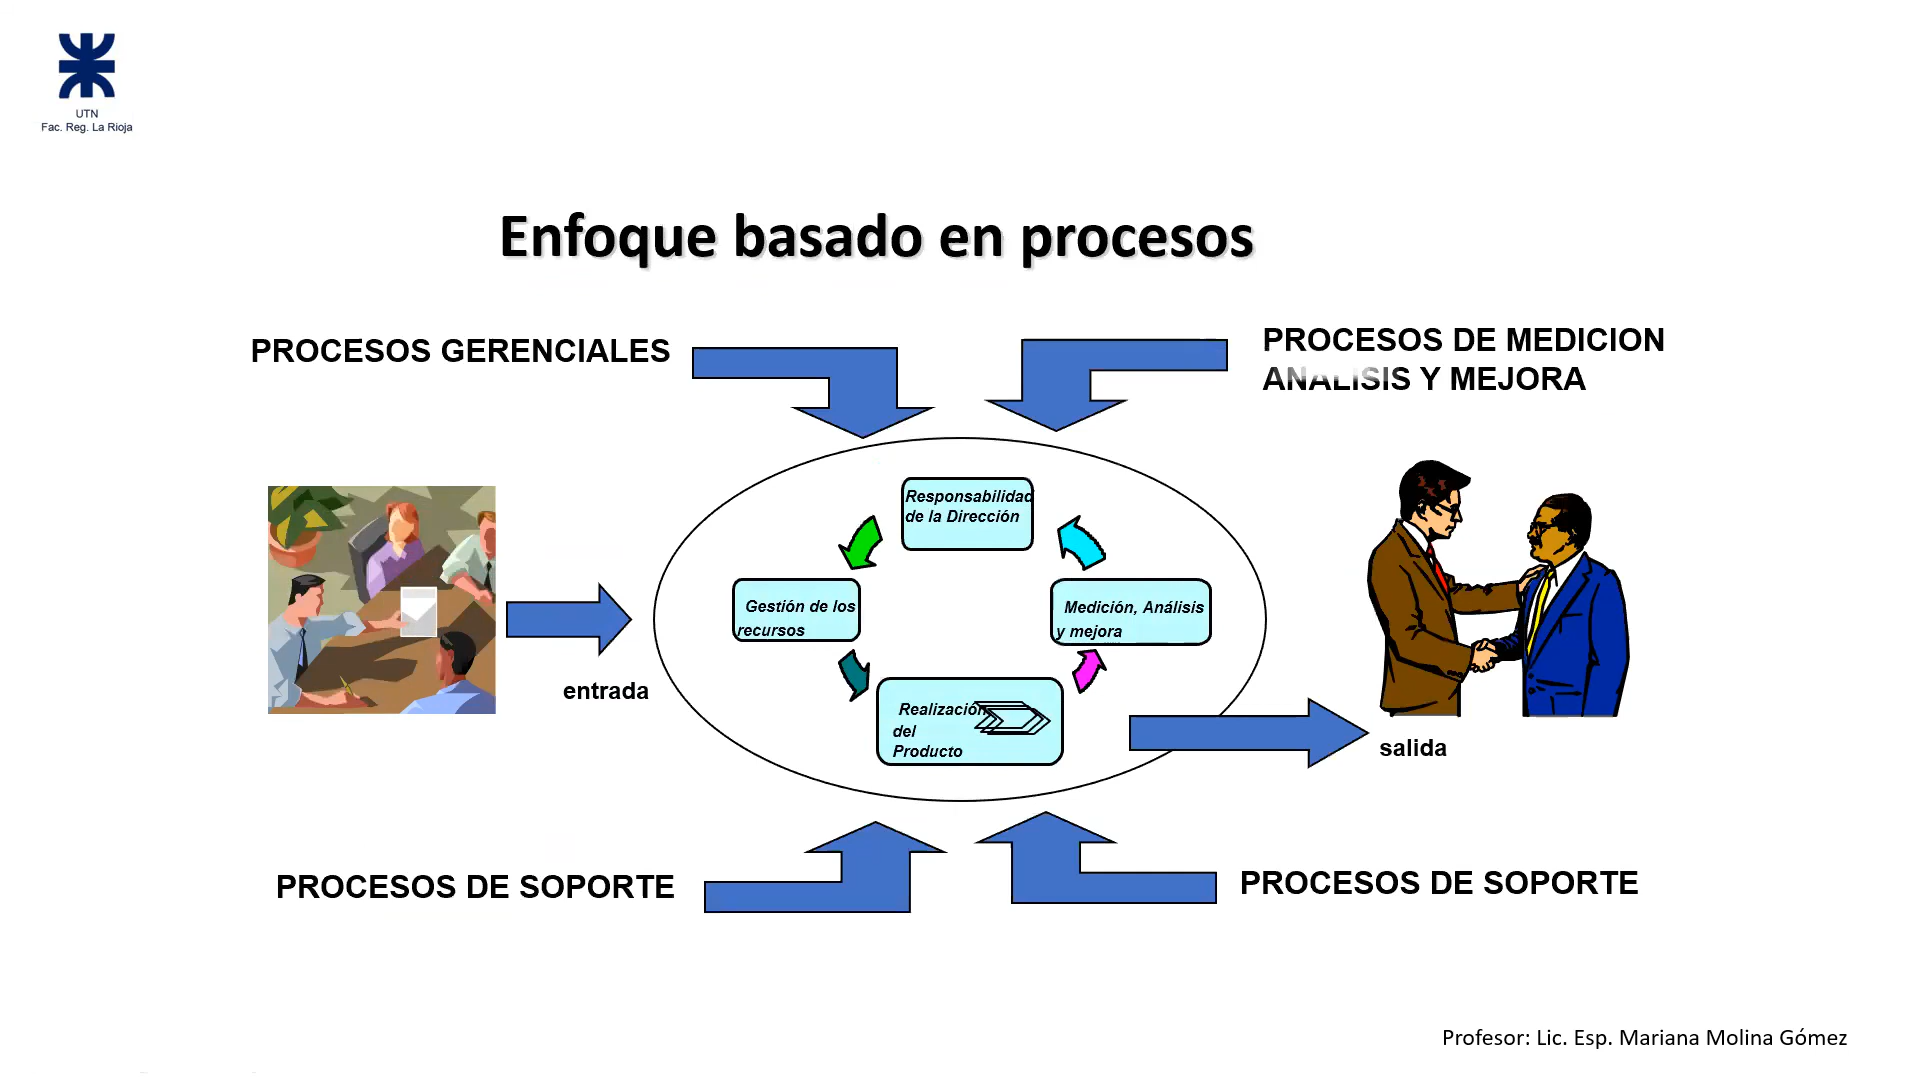 UTN
Fac. Reg. La Rioja
Enfoque basado en procesos
PROCESOS GERENCIALES
PROCESOS DE MEDICION
ANALISIS Y MEJORA
Responsabilidad
de la Dirección
Gestión de los
recursos
Medición, Análisis
y mejora
Realización
del
Producto
entrada
salida
PROCESOS DE SOPORTE
PROCESOS DE SOPORTE
Profesor: Lic. Esp. Mariana Molina Gómez